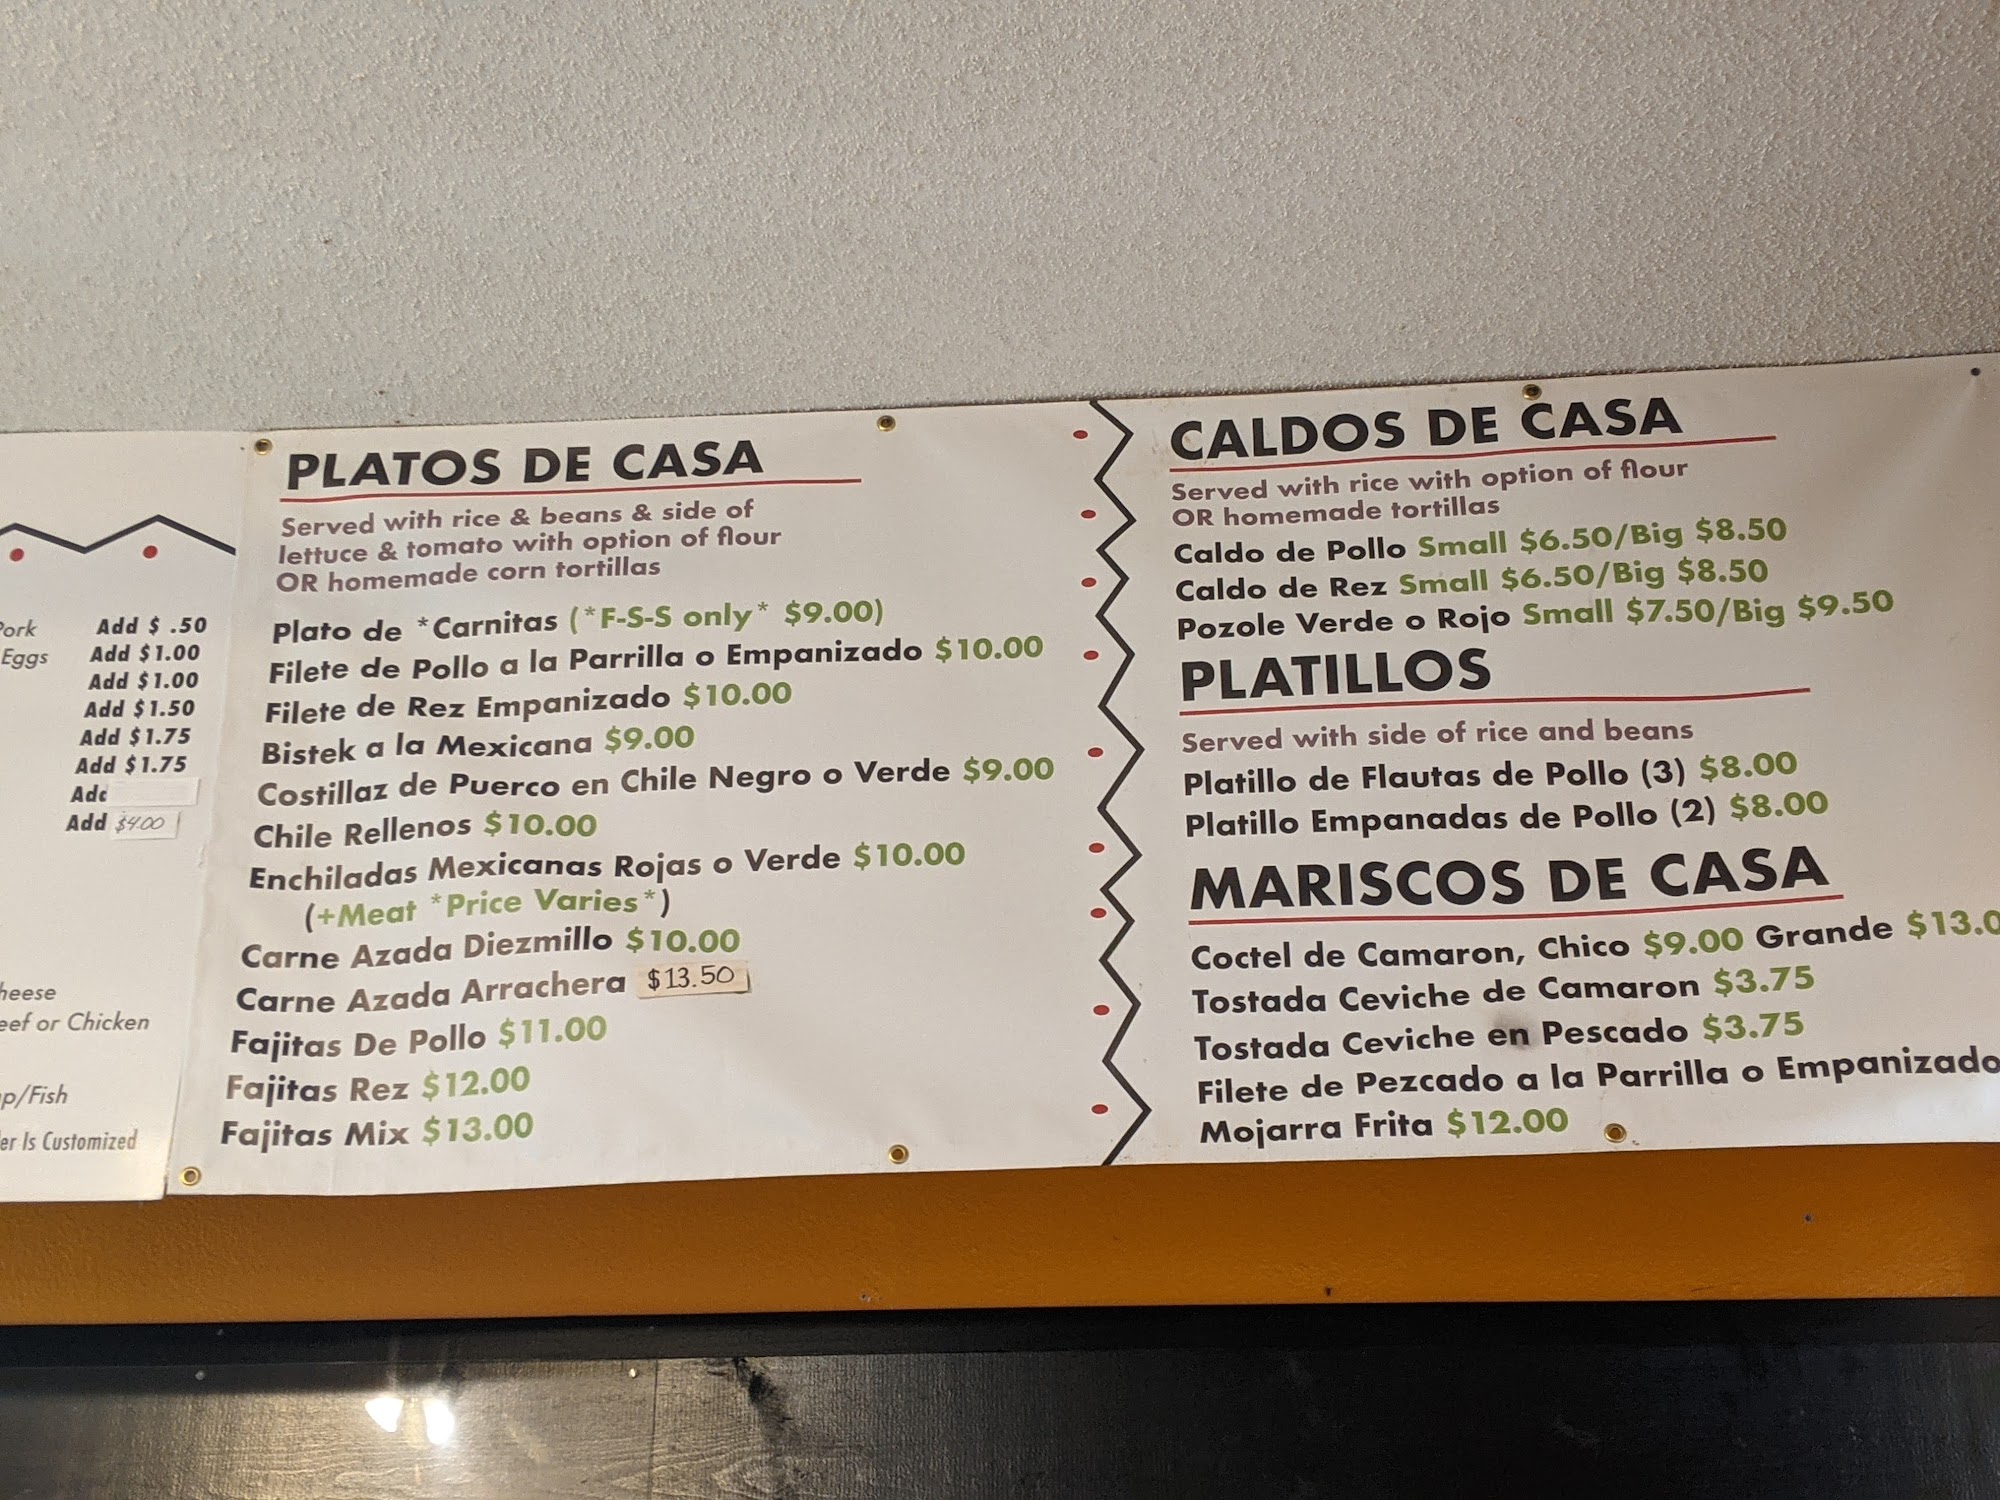 Pork Add $ .50
Eggs Add $1.00
Add $1.00
Add $1.50
Add $1.75
Add $1.75
Add
Add $4.00
or Chicken
/Fish
Is Customized
PLATOS DE CASA
Served with rice & beans & side of
lettuce & tomato with option of flour
OR homemade corn tortillas
Plato de *Carnitas (*F-S-S only* $9.00)
Filete de Pollo a la Parrilla o Empanizado $10.00
Filete de Rez Empanizado $10.00
Bistek a la Mexicana $9.00
Costillaz de Puerco en Chile Negro o Verde $9.00
Chile Rellenos $10.00
Enchiladas Mexicanas Rojas o Verde $10.00
(+Meat *Price Varies*)
Carne Azada Diezmillo $10.00
Carne Azada Arrachera $13.50
Fajitas De Pollo $11.00
Fajitas Rez $12.00
Fajitas Mix $13.00
CALDOS DE CASA
Served with rice with option of flour
OR homemade tortillas
Caldo de Pollo Small $6.50/Big $8.50
Caldo de Rez Small $6.50/Big $8.50
Pozole Verde o Rojo Small $7.50/Big $9.50
PLATILLOS
Served with side of rice and beans
Platillo de Flautas de Pollo (3) $8.00
Platillo Empanadas de Pollo (2) $8.00
MARISCOS DE CASA
Coctel de Camaron, Chico $9.00 Grande $13.0
Tostada Ceviche de Camaron $3.75
Tostada Ceviche en Pescado $3.75
Filete de Pezcado a la Parrilla o Empanizado
Mojarra Frita $12.00